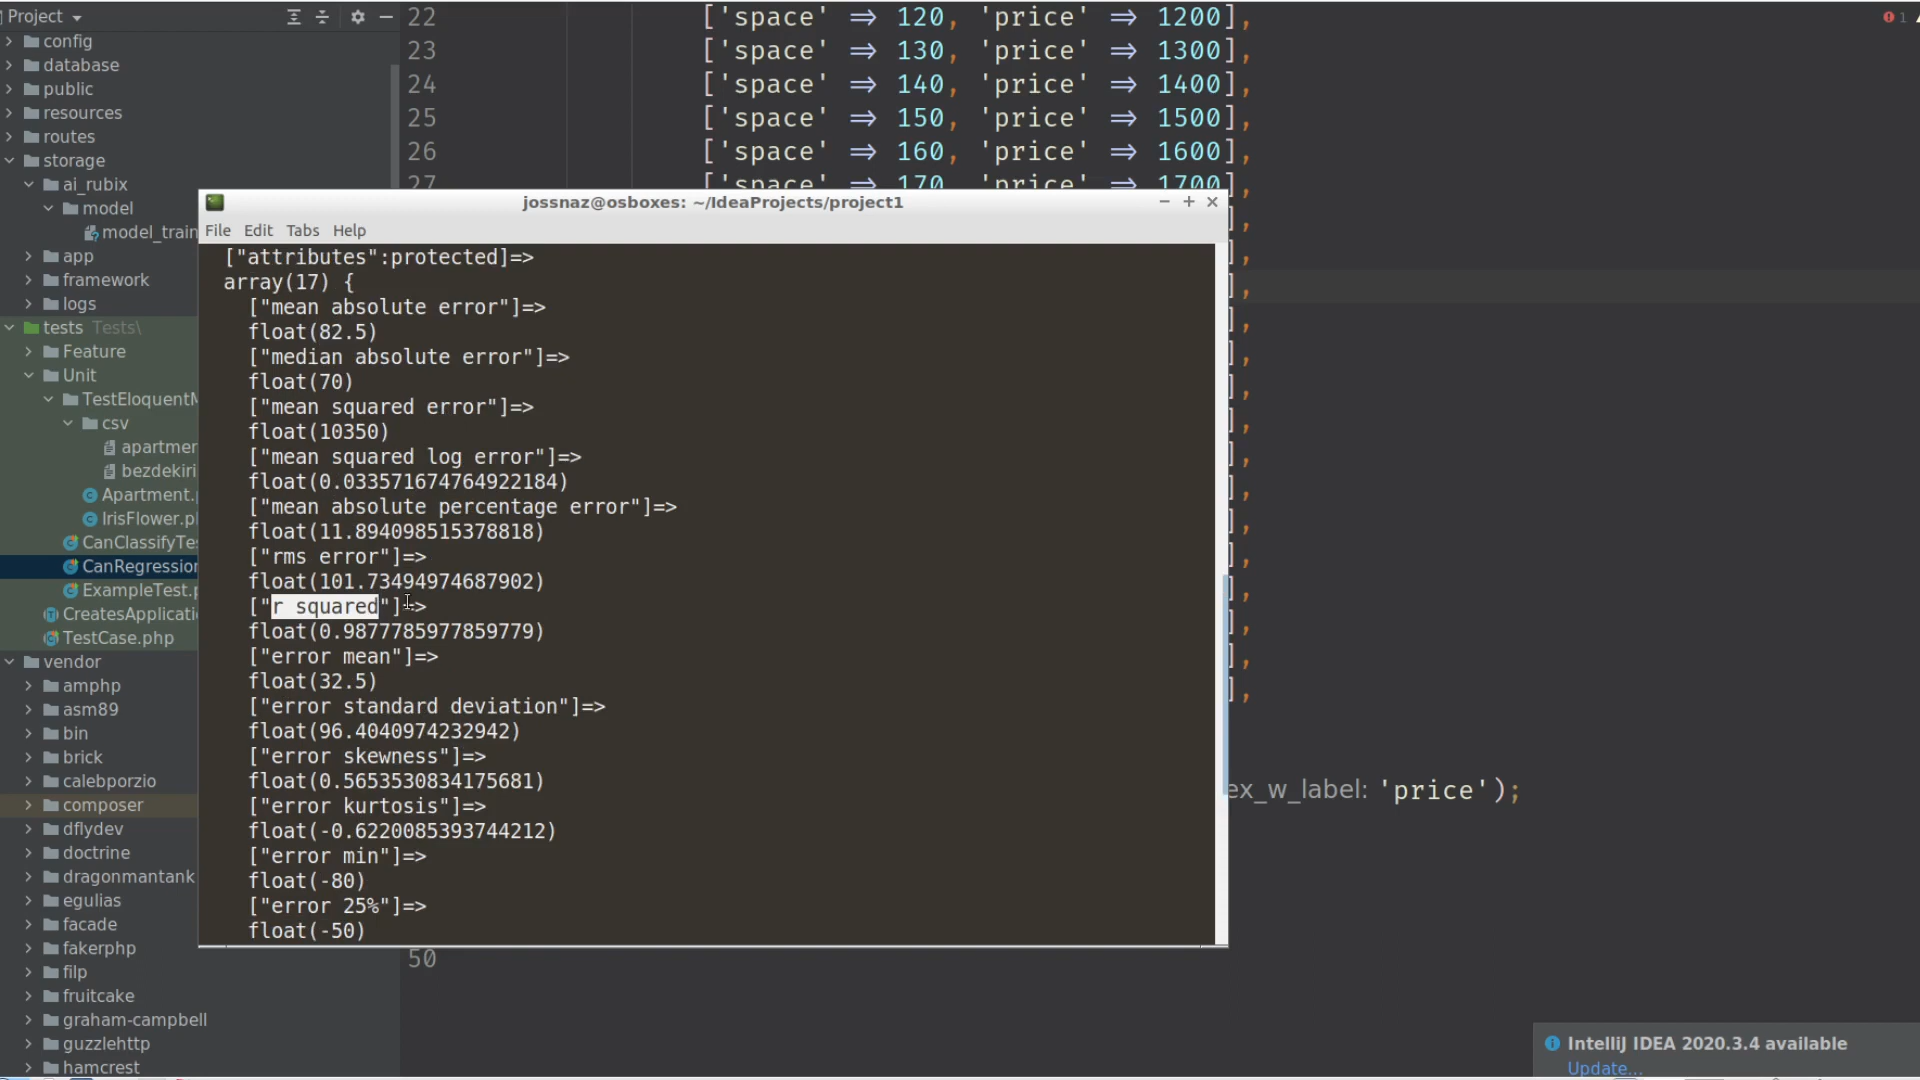 Project
config
database
public
resources
routes
storage
ai_rubix
model
model_train
app
framework
logs
tests Tests\
Feature
Unit
TestEloquentM
csv
apartmen
bezdekiri
Apartment.
IrisFlower.p
CanClassifyTe
CanRegression
ExampleTest.p
CreatesApplicati
TestCase.php
vendor
amphp
asm89
bin
brick
calebporzio
composer
dflydev
doctrine
dragonmantank
egulias
facade
fakerphp
filp
fruitcake
graham-campbell
guzzlehttp
hamcrest
22 ['space' => 120, 'price' => 1200],
23 ['space' => 130, 'price' => 1300],
24 ['space' => 140, 'price' => 1400],
25 ['space' => 150, 'price' => 1500],
26 ['space' => 160, 'price' => 1600],
27 ['space' => 170, 'price' => 1700],
1
jossnaz@osboxes: ~/IdeaProjects/project1
File Edit Tabs Help
["attributes":protected]=>
array(17) {
["mean absolute error"]=>
float(82.5)
["median absolute error"]=>
float(70)
["mean squared error"]=>
float(10350)
["mean squared log error"]=>
float(0.033571674764922184)
["mean absolute percentage error"]=>
float(11.894098515378818)
["rms error"]=>
float(101.73494974687902)
["r squared"]=>
float(0.9877785977859779)
["error mean"]=>
float(32.5)
["error standard deviation"]=>
float(96.4040974232942)
["error skewness"]=>
float(0.5653530834175681)
["error kurtosis"]=>
float(-0.6220085393744212)
["error min"]=>
float(-80)
["error 25%"]=>
float(-50)
ex_w_label: 'price');
50
IntelliJ IDEA 2020.3.4 available
Update...